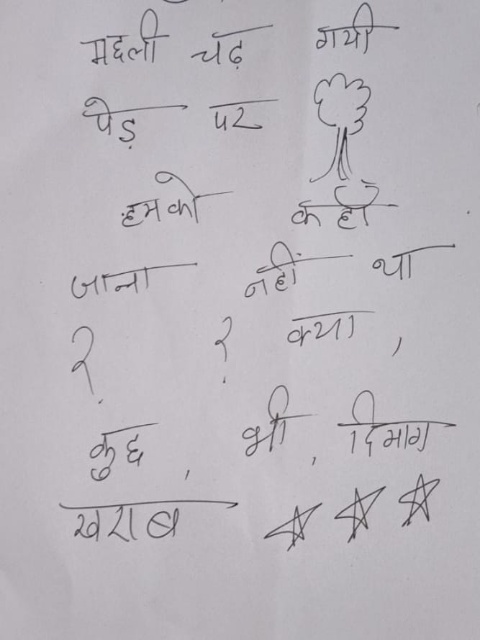 मछली चढ़ गयी
पेड़ पर
हमको कहाँ
जाना नहीं था
? ? क्या,
कुछ, भी, दिमाग
खराब